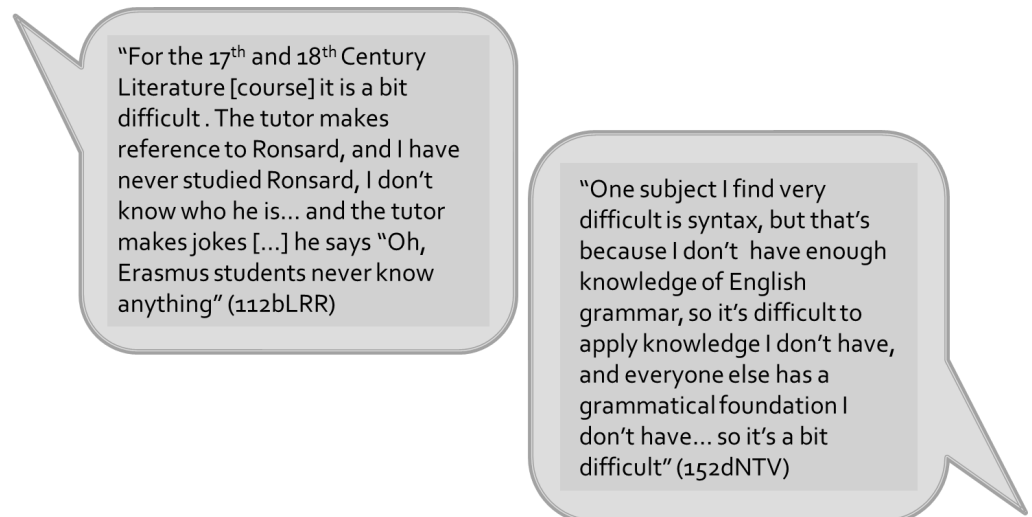 “For the 17th and 18th Century
Literature [course] it is a bit
difficult . The tutor makes
reference to Ronsard, and I have
never studied Ronsard, I don’t
know who he is… and the tutor
makes jokes […] he says “Oh,
Erasmus students never know
anything” (112bLRR)
“One subject I find very
difficult is syntax, but that’s
because I don’t have enough
knowledge of English
grammar, so it’s difficult to
apply knowledge I don’t have,
and everyone else has a
grammatical foundation I
don’t have… so it’s a bit
difficult” (152dNTV)